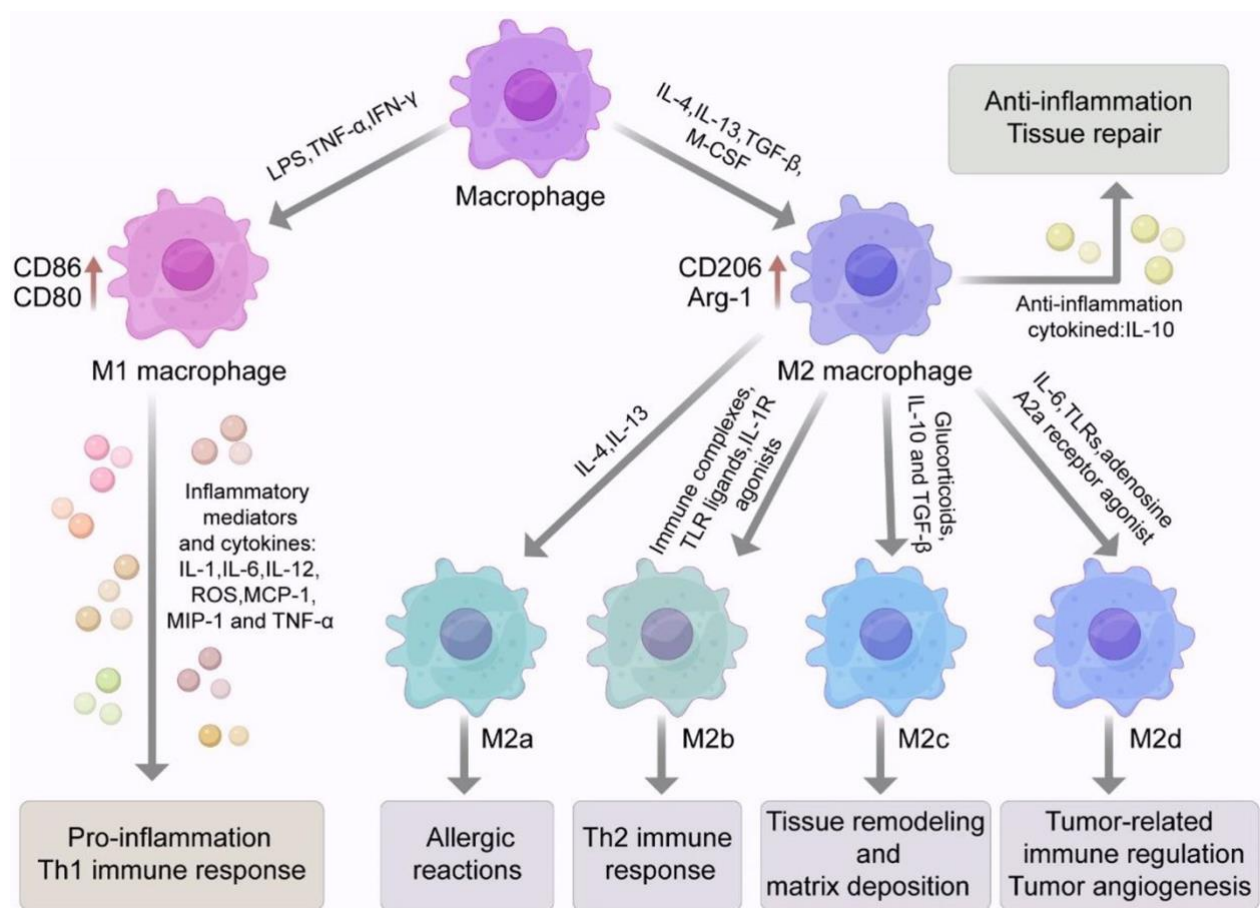 LPS,TNF-α,IFN-γ
IL-4,IL-13,TGF-β,
M-CSF
Macrophage
Anti-inflammation
Tissue repair
CD86
CD80
M1 macrophage
CD206
Arg-1
M2 macrophage
Anti-inflammation
cytokined:IL-10
Inflammatory
mediators
and cytokines:
IL-1,IL-6,IL-12,
ROS,MCP-1,
MIP-1 and TNF-α
IL-4,IL-13
Immune complexes,
TLR ligands,IL-1R
agonists
Glucorticoids,
IL-10 and TGF-β
IL-6,TLRs,adenosine
A2a receptor agonist
M2a
M2b
M2c
M2d
Pro-inflammation
Th1 immune response
Allergic
reactions
Th2 immune
response
Tissue remodeling
and
matrix deposition
Tumor-related
immune regulation
Tumor angiogenesis